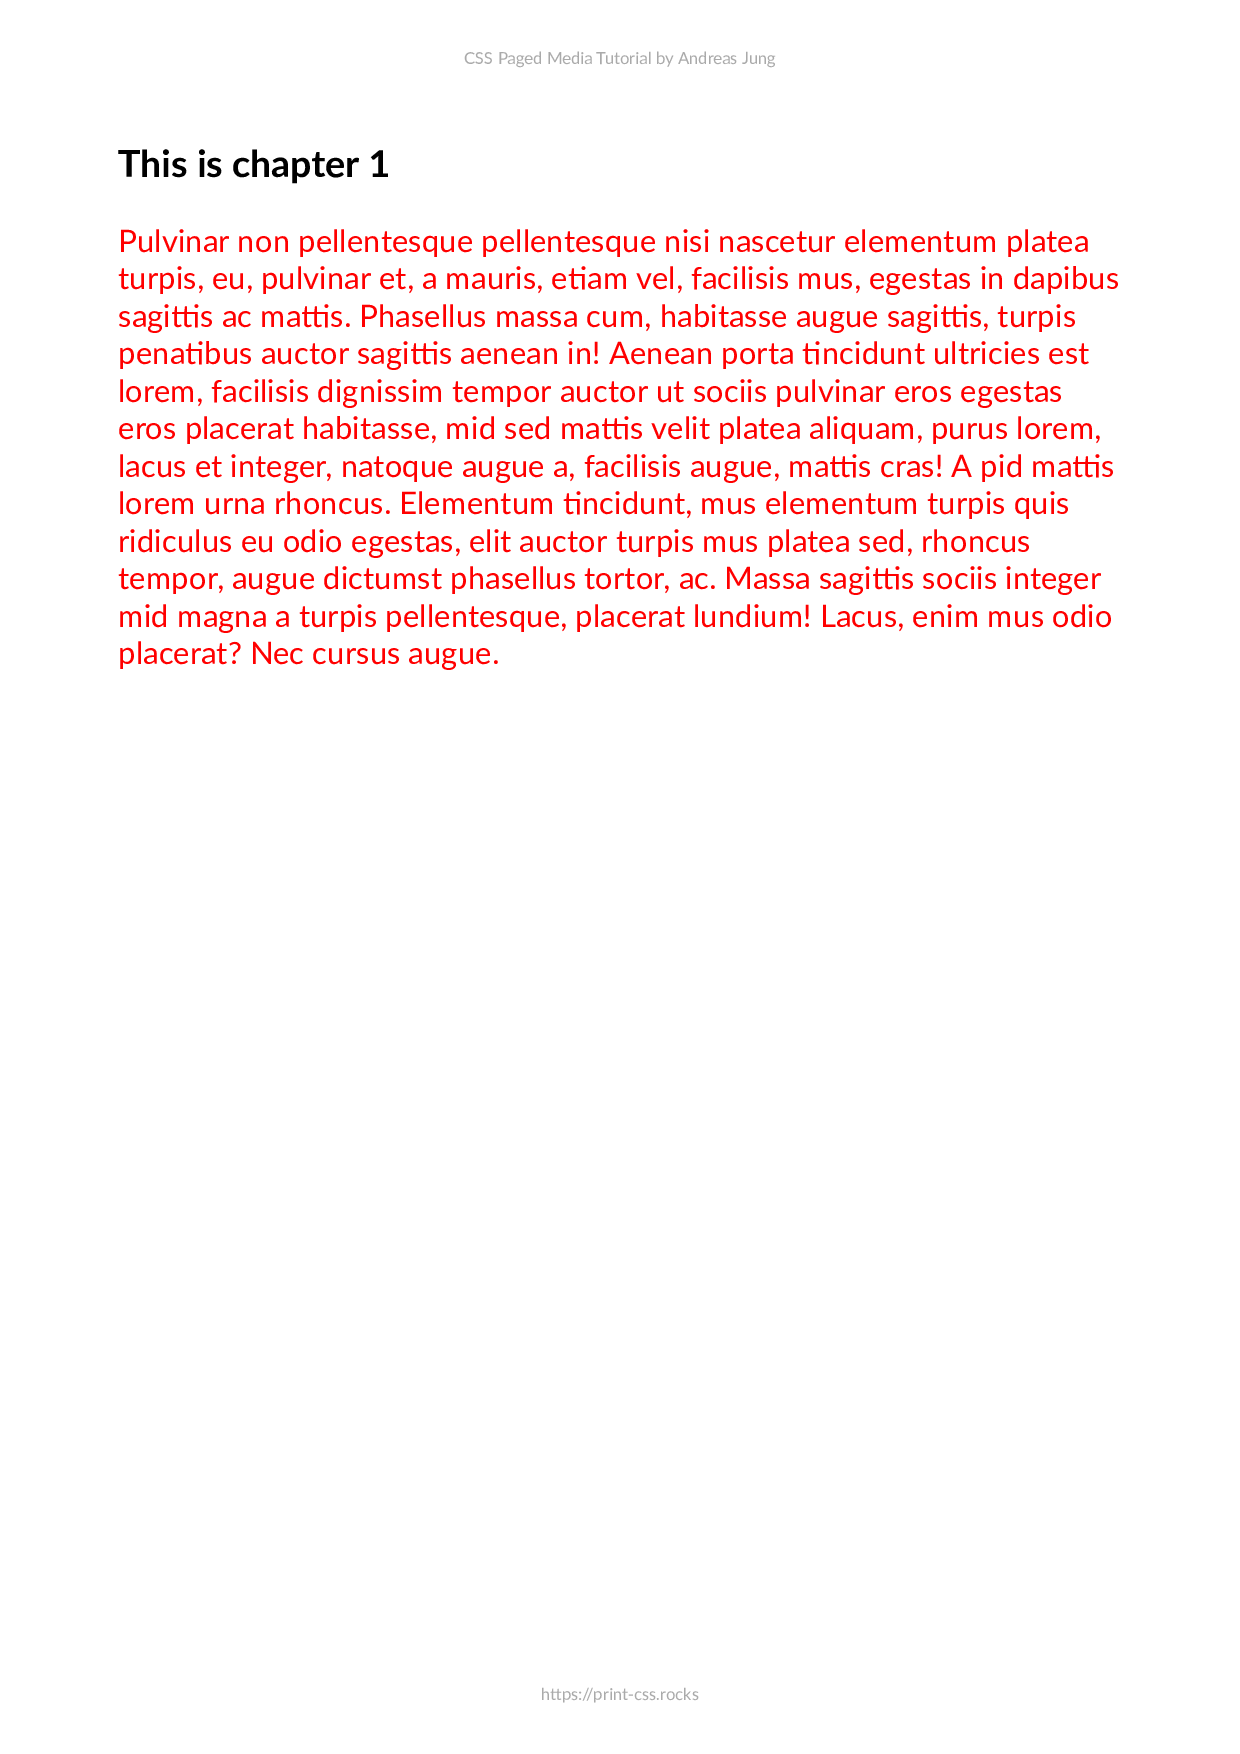 CSS Paged Media Tutorial by Andreas Jung
This is chapter 1
Pulvinar non pellentesque pellentesque nisi nascetur elementum platea
turpis, eu, pulvinar et, a mauris, etiam vel, facilisis mus, egestas in dapibus
sagittis ac mattis. Phasellus massa cum, habitasse augue sagittis, turpis
penatibus auctor sagittis aenean in! Aenean porta tincidunt ultricies est
lorem, facilisis dignissim tempor auctor ut sociis pulvinar eros egestas
eros placerat habitasse, mid sed mattis velit platea aliquam, purus lorem,
lacus et integer, natoque augue a, facilisis augue, mattis cras! A pid mattis
lorem urna rhoncus. Elementum tincidunt, mus elementum turpis quis
ridiculus eu odio egestas, elit auctor turpis mus platea sed, rhoncus
tempor, augue dictumst phasellus tortor, ac. Massa sagittis sociis integer
mid magna a turpis pellentesque, placerat lundium! Lacus, enim mus odio
placerat? Nec cursus augue.
https://print-css.rocks